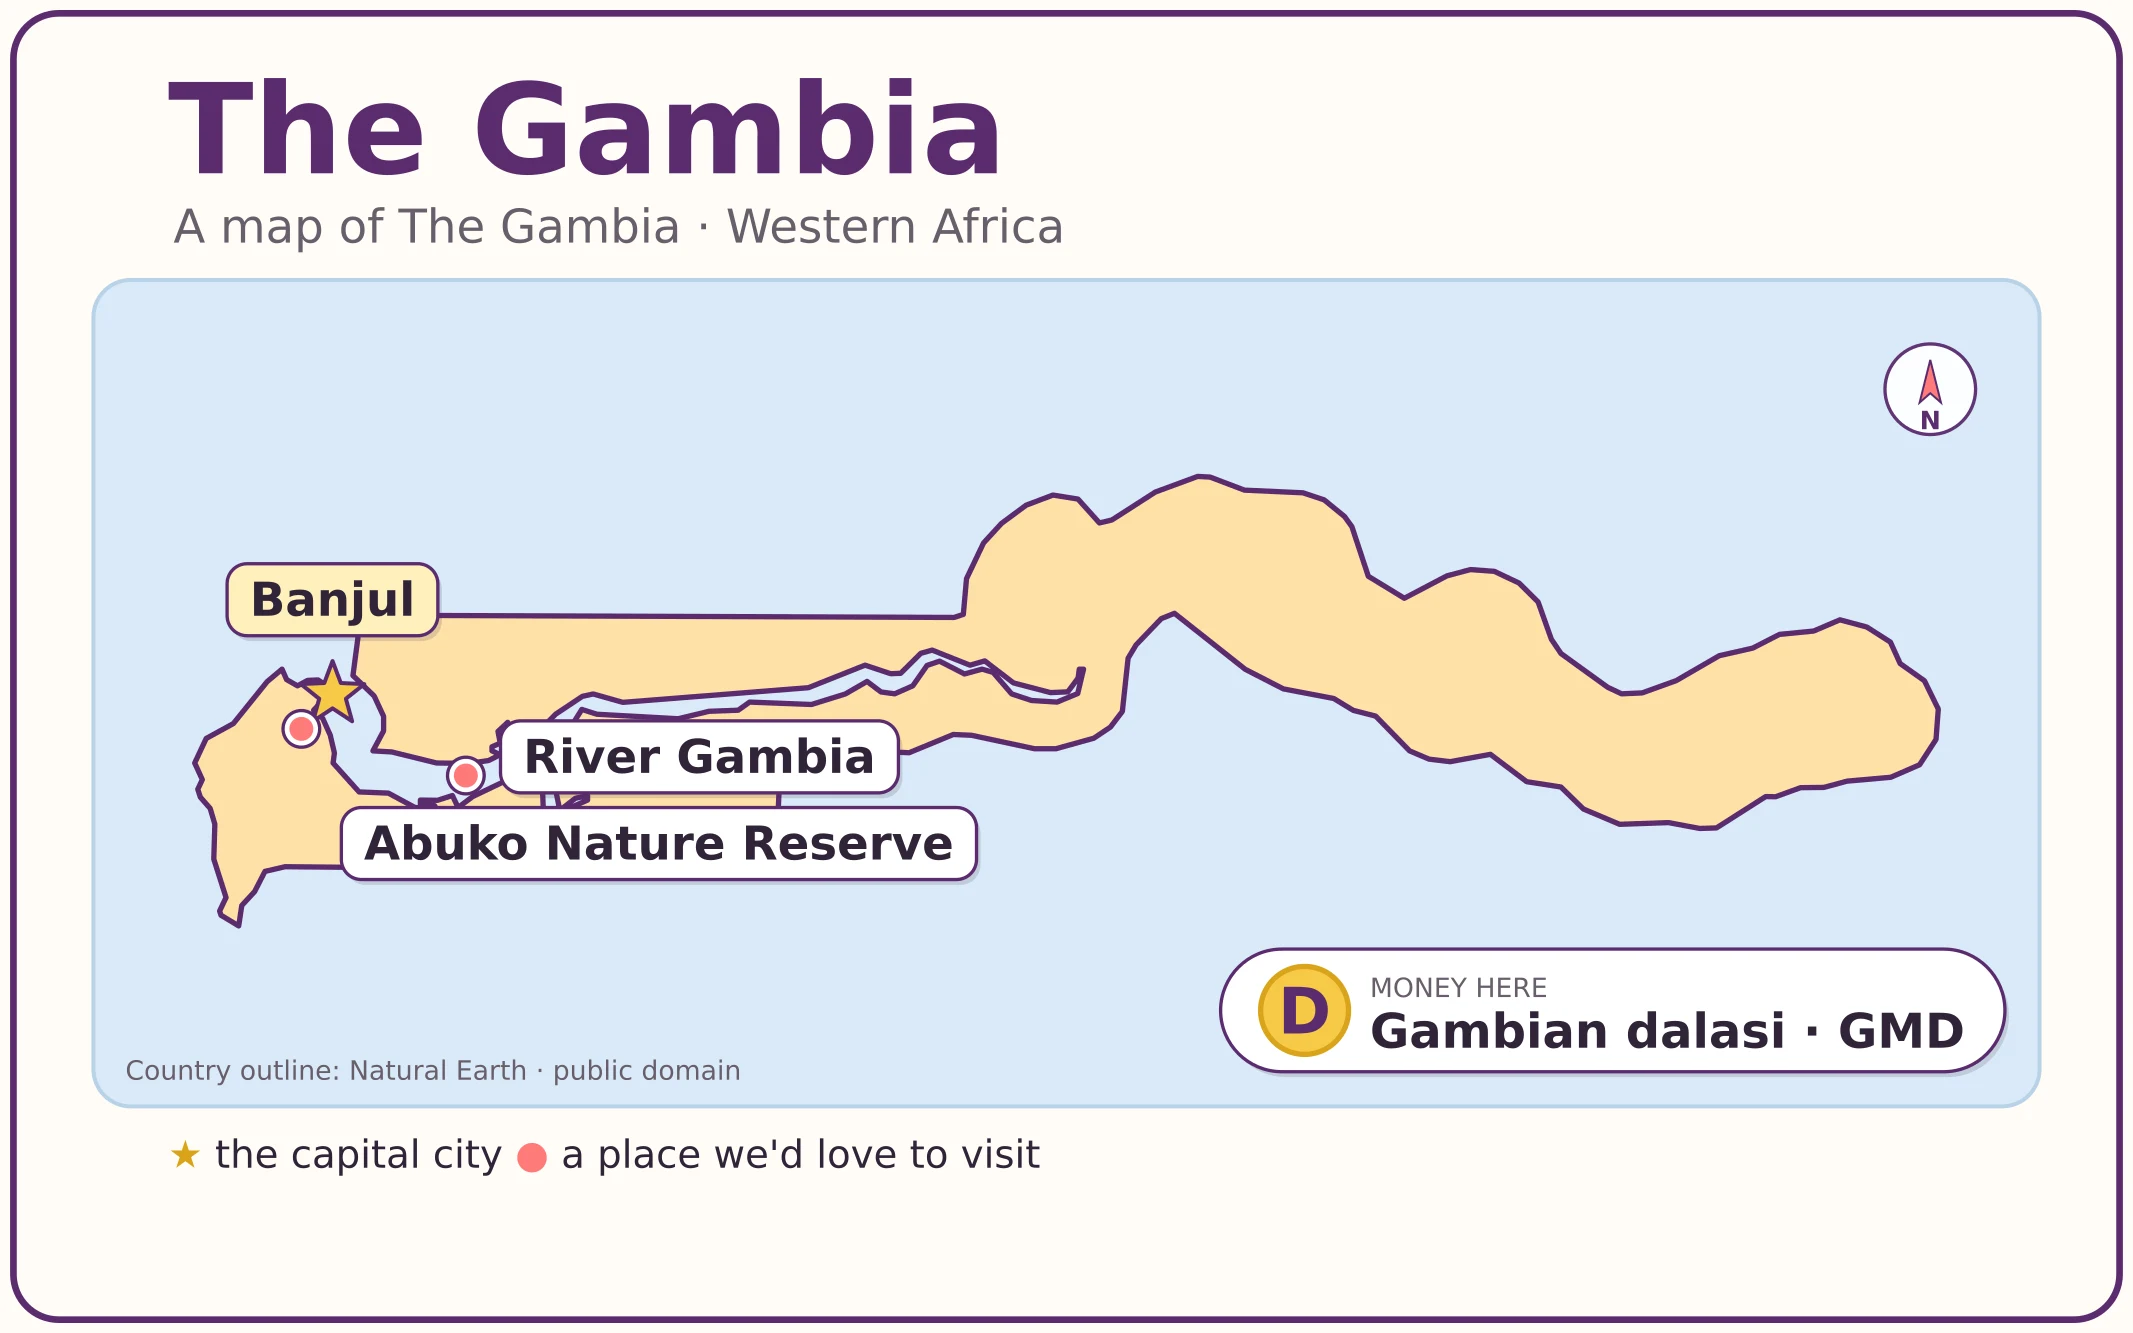 The Gambia
A map of The Gambia · Western Africa
N
Banjul
River Gambia
Abuko Nature Reserve
D
MONEY HERE
Gambian dalasi · GMD
Country outline: Natural Earth · public domain
★ the capital city ● a place we'd love to visit